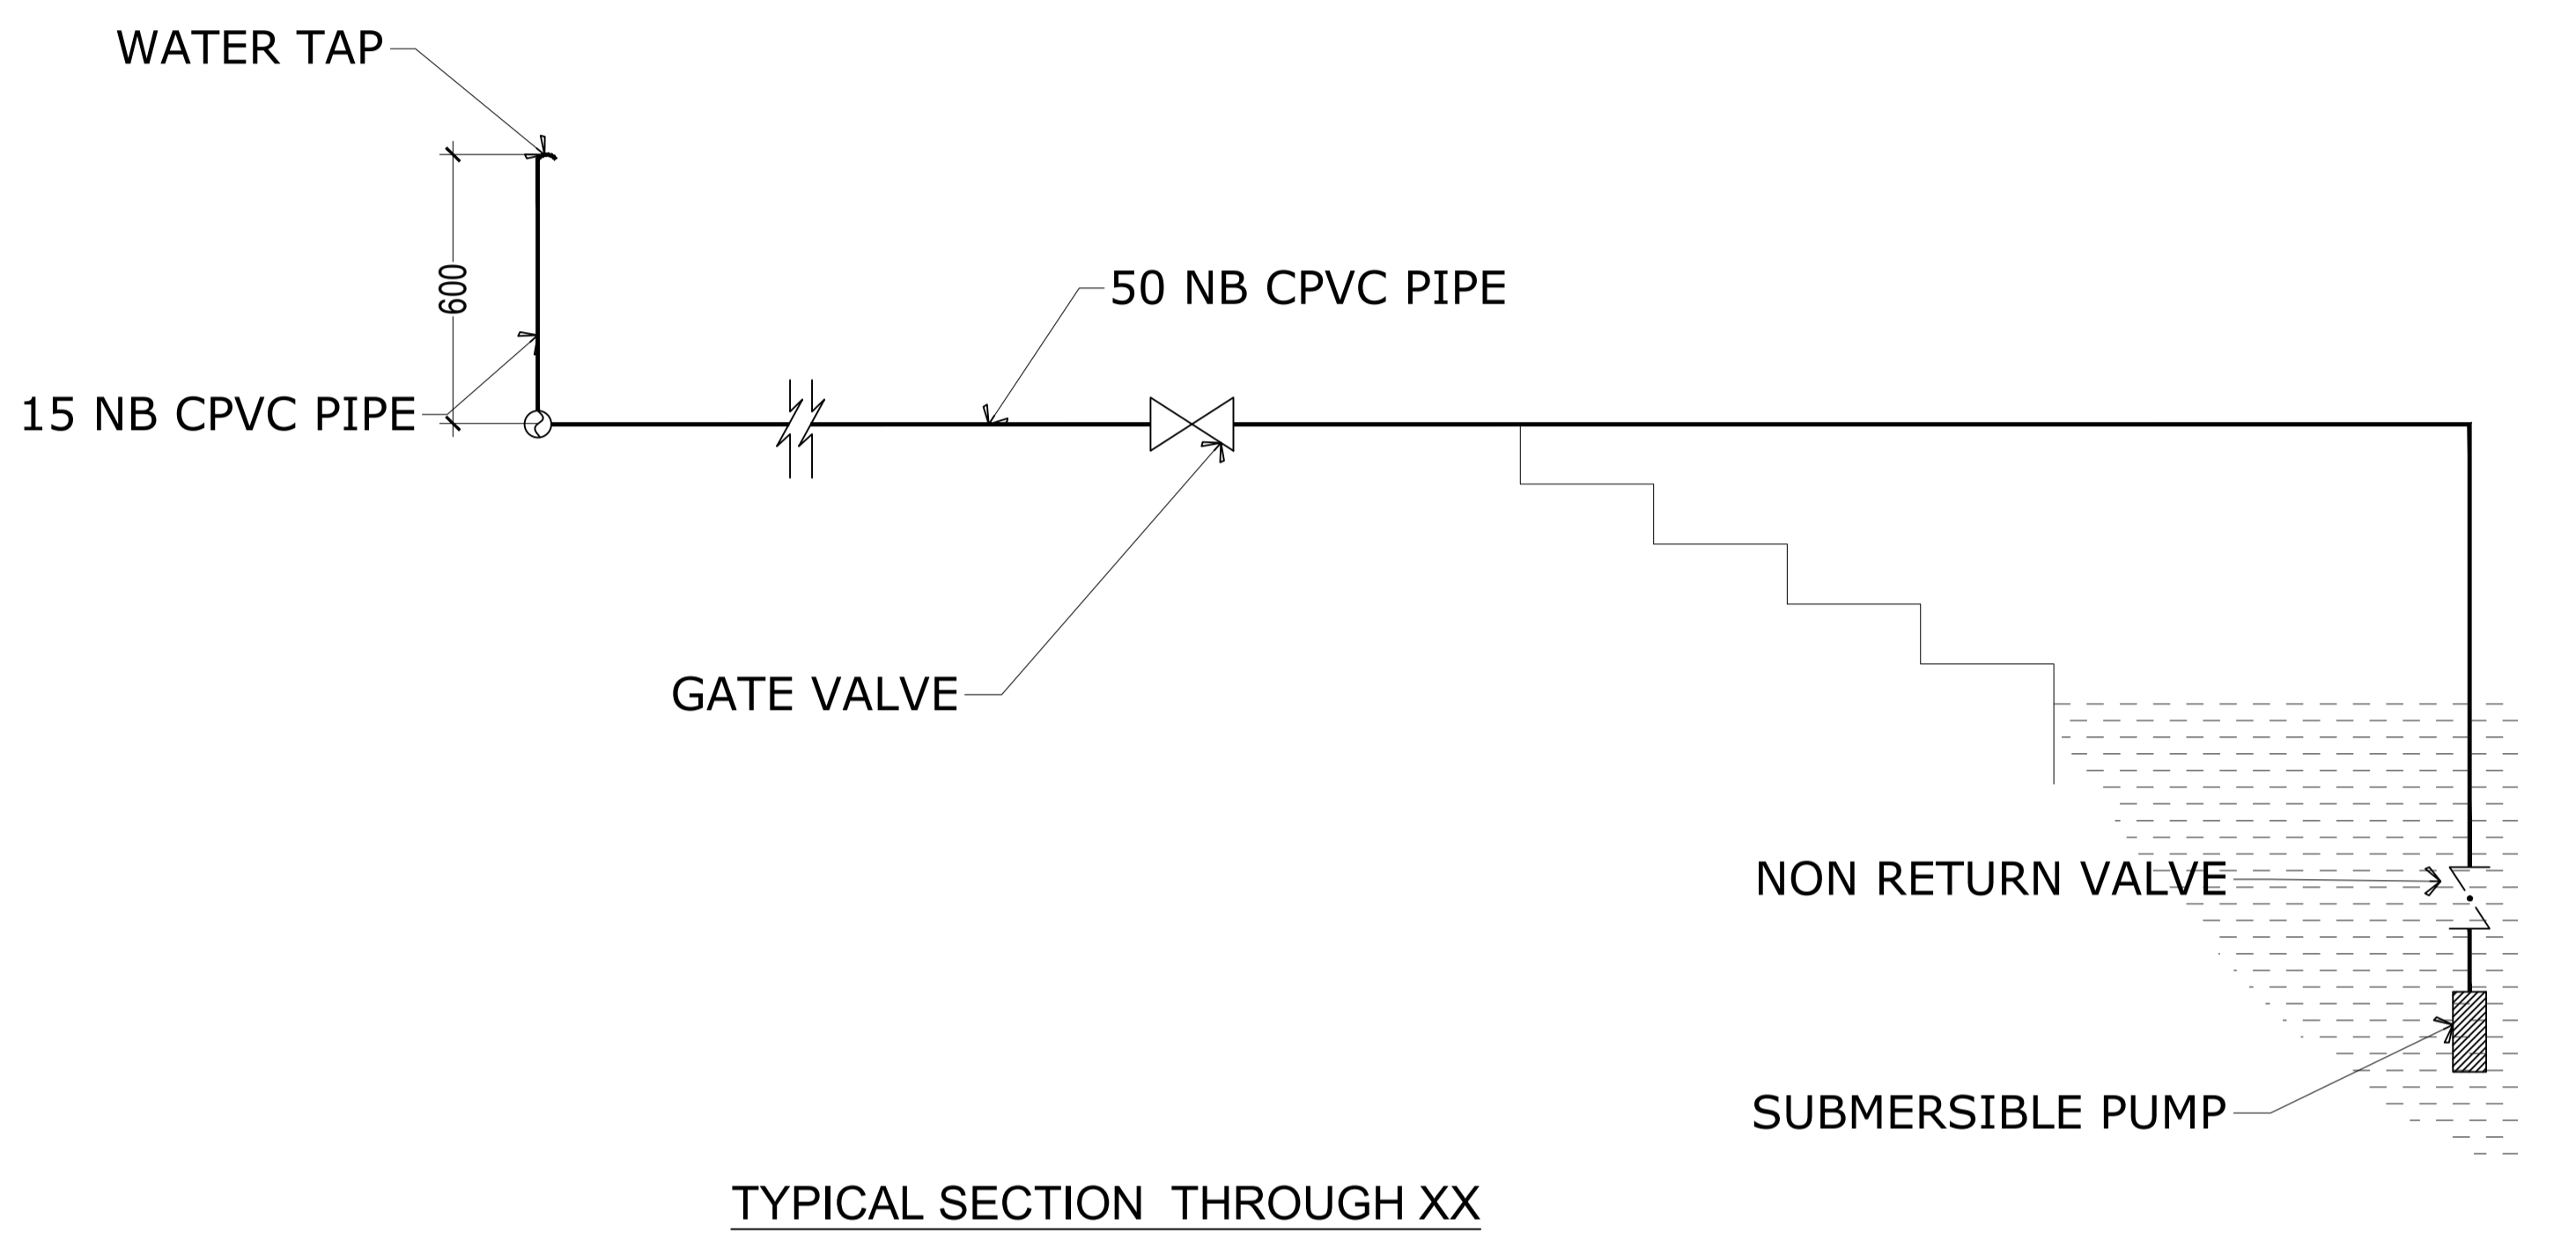 WATER TAP
600
50 NB CPVC PIPE
15 NB CPVC PIPE
GATE VALVE
NON RETURN VALVE
SUBMERSIBLE PUMP
TYPICAL SECTION THROUGH XX